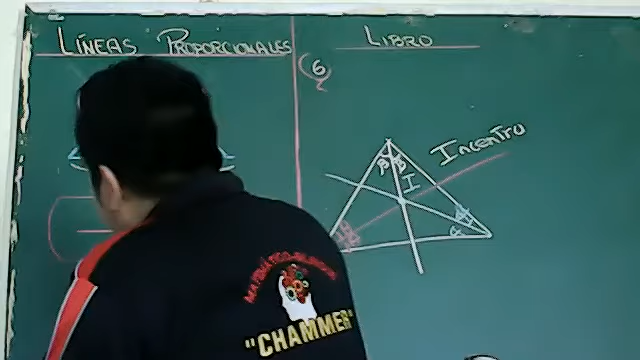 LÍNEAS PROPORCIONALES
LIBRO
6
Incentro
I
"CHAMMER"